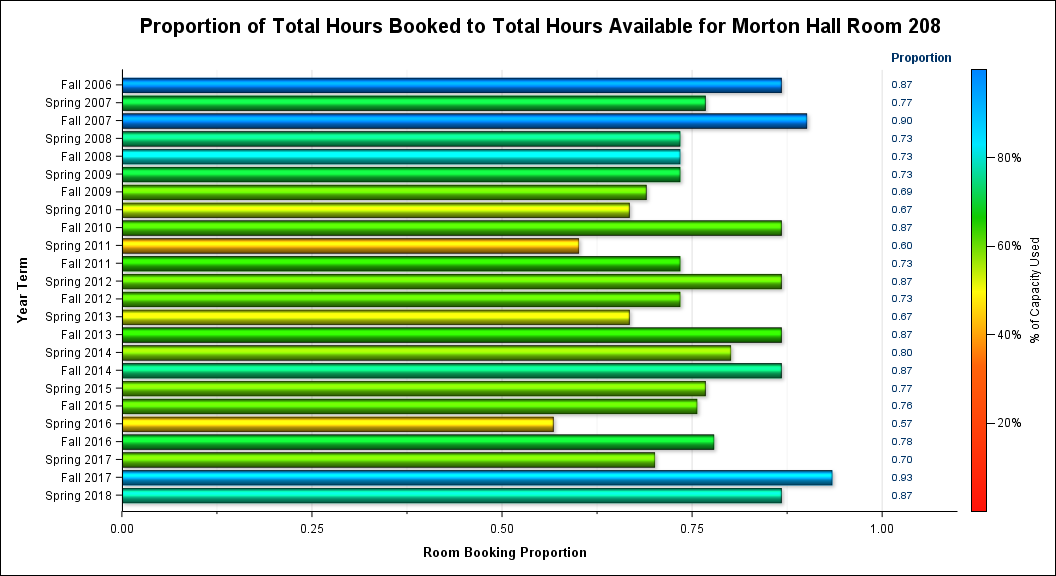 Proportion of Total Hours Booked to Total Hours Available for Morton Hall Room 208
Proportion
Fall 2006 0.87
Spring 2007 0.77
Fall 2007 0.90
Spring 2008 0.73
Fall 2008 0.73
Spring 2009 0.73
Fall 2009 0.69
Spring 2010 0.67
Fall 2010 0.87
Spring 2011 0.60
Fall 2011 0.73
Spring 2012 0.87
Fall 2012 0.73
Spring 2013 0.67
Fall 2013 0.87
Spring 2014 0.80
Fall 2014 0.87
Spring 2015 0.77
Fall 2015 0.76
Spring 2016 0.57
Fall 2016 0.78
Spring 2017 0.70
Fall 2017 0.93
Spring 2018 0.87
Year Term
0.00 0.25 0.50 0.75 1.00
Room Booking Proportion
80%
60%
40%
20%
% of Capacity Used